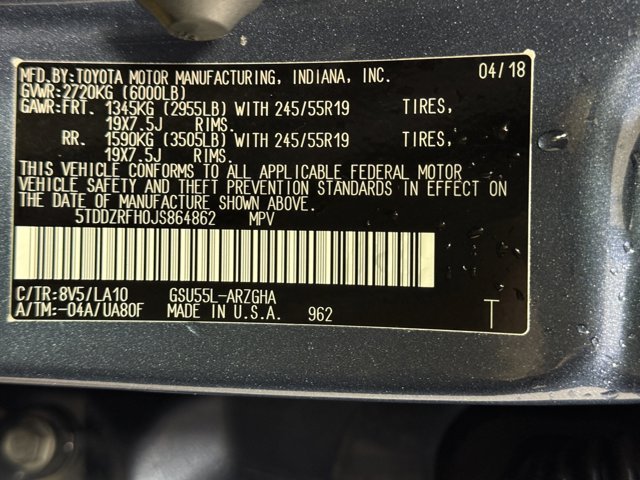 MFD.BY:TOYOTA MOTOR MANUFACTURING, INDIANA, INC. 04/18
GVWR:2720KG (6000LB)
GAWR:FRT. 1345KG (2955LB) WITH 245/55R19 TIRES,
19X7.5J RIMS.
RR. 1590KG (3505LB) WITH 245/55R19 TIRES,
19X7.5J RIMS.
THIS VEHICLE CONFORMS TO ALL APPLICABLE FEDERAL MOTOR
VEHICLE SAFETY AND THEFT PREVENTION STANDARDS IN EFFECT ON
THE DATE OF MANUFACTURE SHOWN ABOVE.
5TDDZRFH0JS864862 MPV
C/TR:8V5/LA10 GSU55L-ARZGHA
A/TM:-04A/UA80F MADE IN U.S.A. 962 T